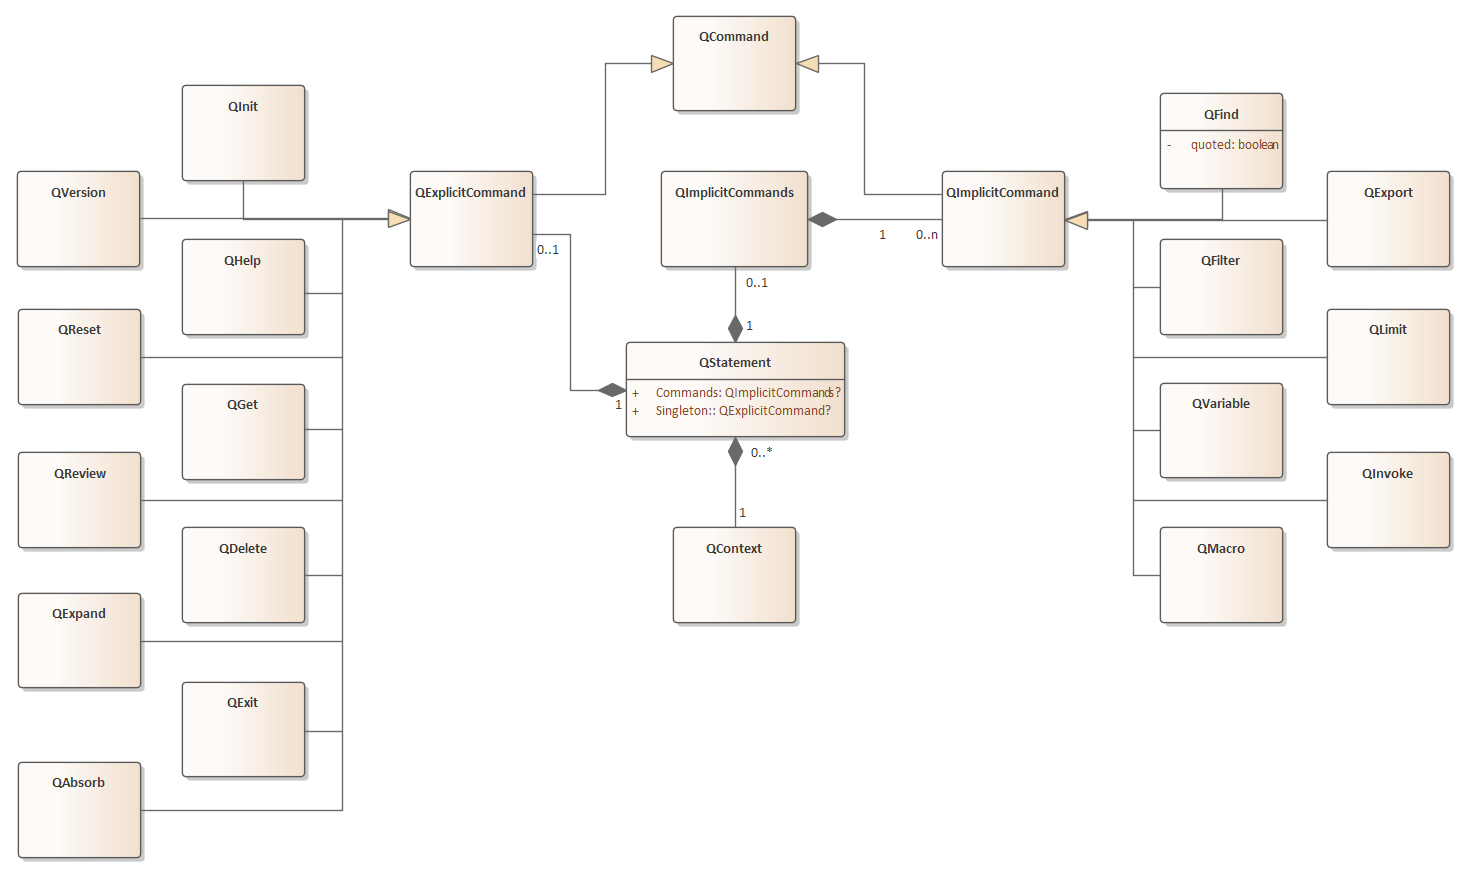 QCommand
QInit
QFind
- quoted: boolean
QVersion
QExplicitCommand
QImplicitCommands
QImplicitCommand
QExport
1
0..n
0..1
QHelp
QFilter
0..1
1
QReset
QLimit
QStatement
+ Commands: QImplicitCommands?
+ Singleton:: QExplicitCommand?
1
QGet
QVariable
0..*
QReview
QInvoke
1
QDelete
QContext
QMacro
QExpand
QExit
QAbsorb